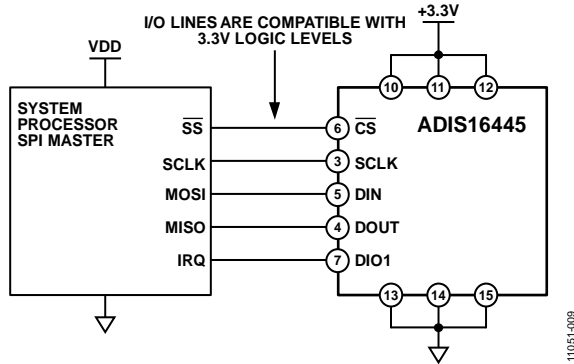 I/O LINES ARE COMPATIBLE WITH
3.3V LOGIC LEVELS
+3.3V
VDD
10 11 12
SYSTEM
PROCESSOR
SPI MASTER
ADIS16445
SS 6 CS
SCLK 3 SCLK
MOSI 5 DIN
MISO 4 DOUT
IRQ 7 DIO1
13 14 15
11051-009